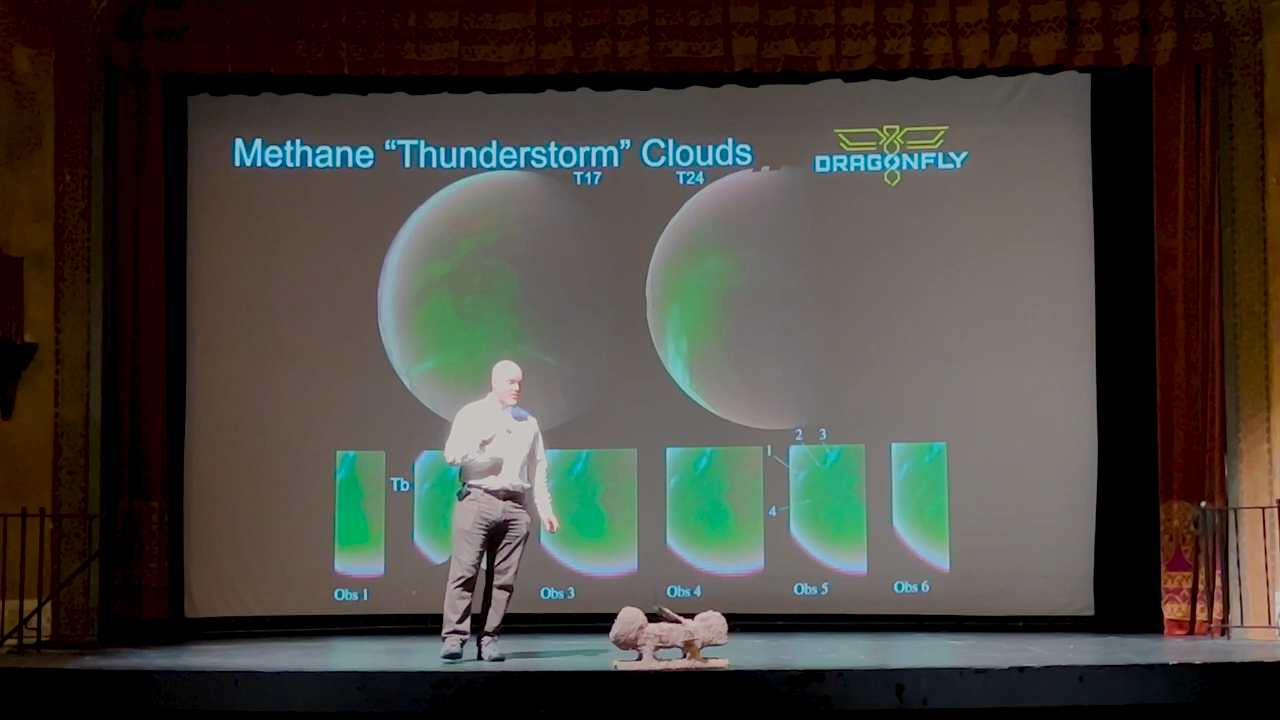 Methane “Thunderstorm” Clouds
DRAGONFLY
T17
T24
2
3
1
Tb
4
Obs 1
Obs 3
Obs 4
Obs 5
Obs 6